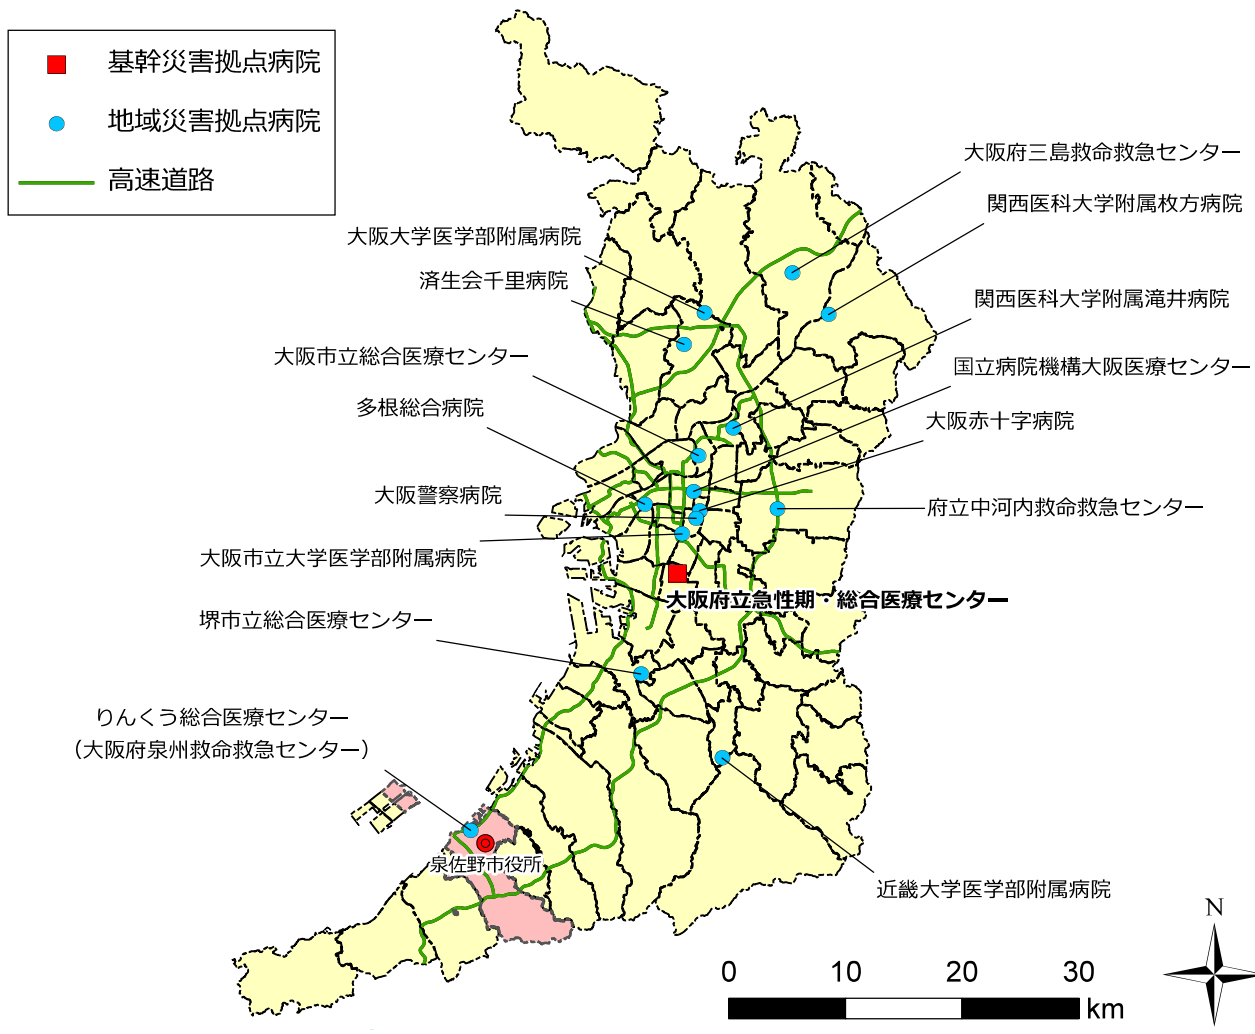 基幹災害拠点病院
地域災害拠点病院
高速道路
大阪府三島救命救急センター
関西医科大学附属枚方病院
大阪大学医学部附属病院
済生会千里病院
関西医科大学附属滝井病院
大阪市立総合医療センター
国立病院機構大阪医療センター
多根総合病院
大阪赤十字病院
大阪警察病院
府立中河内救命救急センター
大阪市立大学医学部附属病院
大阪府立急性期・総合医療センター
堺市立総合医療センター
りんくう総合医療センター
（大阪府泉州救命救急センター）
泉佐野市役所
近畿大学医学部附属病院
N
0 10 20 30
km